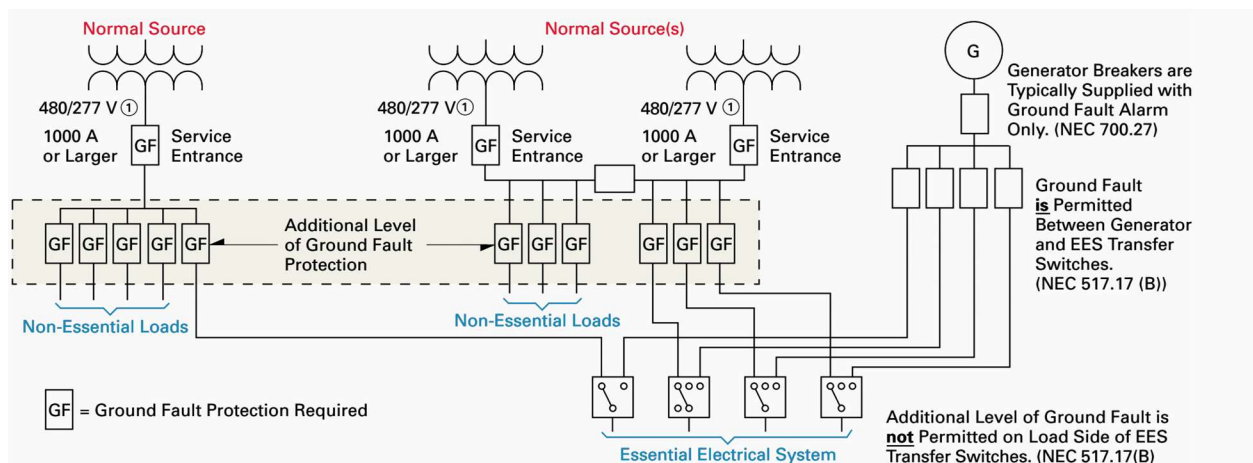 Normal Source
Normal Source(s)
G
Generator Breakers are
Typically Supplied with
Ground Fault Alarm
Only. (NEC 700.27)
480/277 V①
1000 A
or Larger
GF
Service
Entrance
480/277 V①
1000 A
or Larger
GF
Service
Entrance
480/277 V①
1000 A
or Larger
GF
Service
Entrance
Ground Fault
is Permitted
Between Generator
and EES Transfer
Switches.
(NEC 517.17 (B))
GF GF GF GF GF
Additional Level
of Ground Fault
Protection
GF GF GF
GF GF GF
Non-Essential Loads
Non-Essential Loads
GF = Ground Fault Protection Required
Essential Electrical System
Additional Level of Ground Fault is
not Permitted on Load Side of EES
Transfer Switches. (NEC 517.17(B)